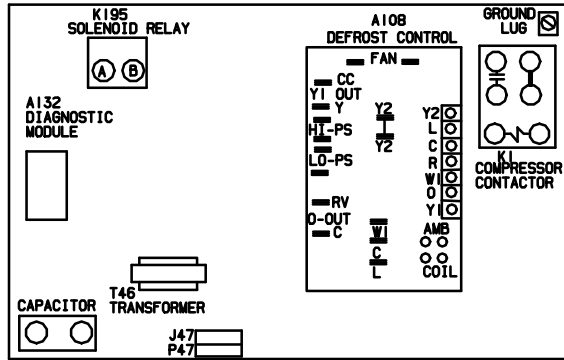 K195
SOLENOID RELAY
A B
A132
DIAGNOSTIC
MODULE
T46
TRANSFORMER
CAPACITOR
J47
P47
A108
DEFROST CONTROL
FAN
CC
Y1 OUT
Y
HI-PS
LO-PS
RV
O-OUT
C
Y2
Y2
W1
C
L
Y2
L
C
R
W1
O
Y1
AMB
COIL
GROUND
LUG
K1
COMPRESSOR
CONTACTOR